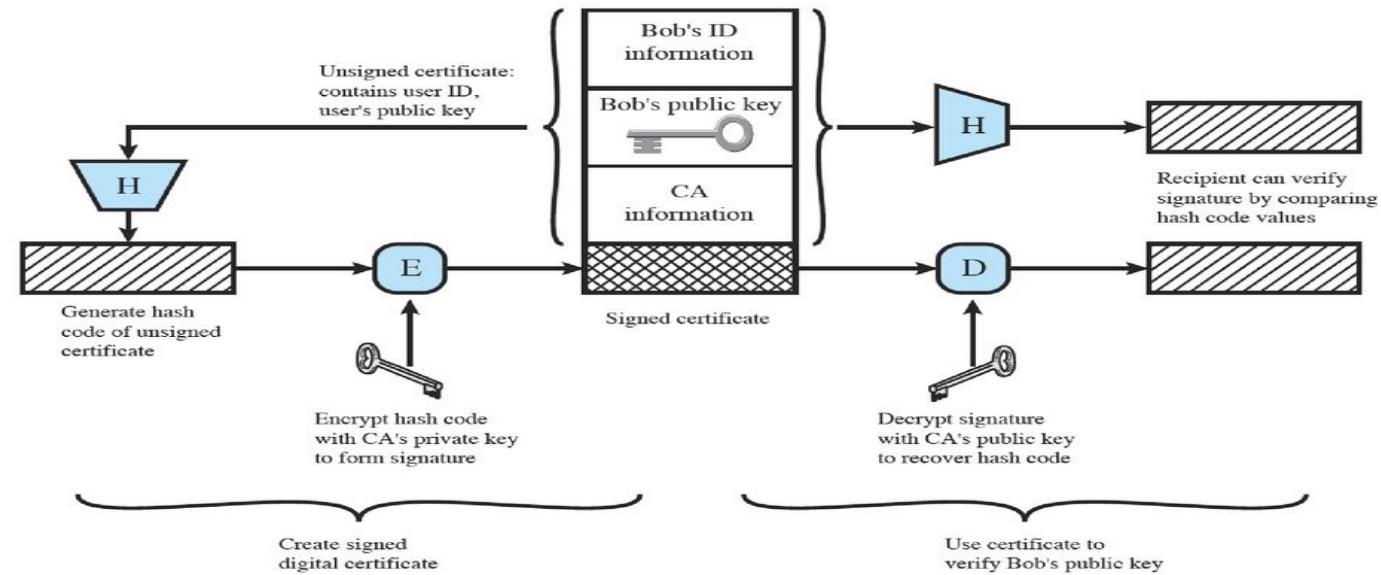 Bob's ID
information
Unsigned certificate:
contains user ID,
user's public key
Bob's public key
H
H
CA
information
Recipient can verify
signature by comparing
hash code values
E
D
Generate hash
code of unsigned
certificate
Signed certificate
Encrypt hash code
with CA's private key
to form signature
Decrypt signature
with CA's public key
to recover hash code
Create signed
digital certificate
Use certificate to
verify Bob's public key